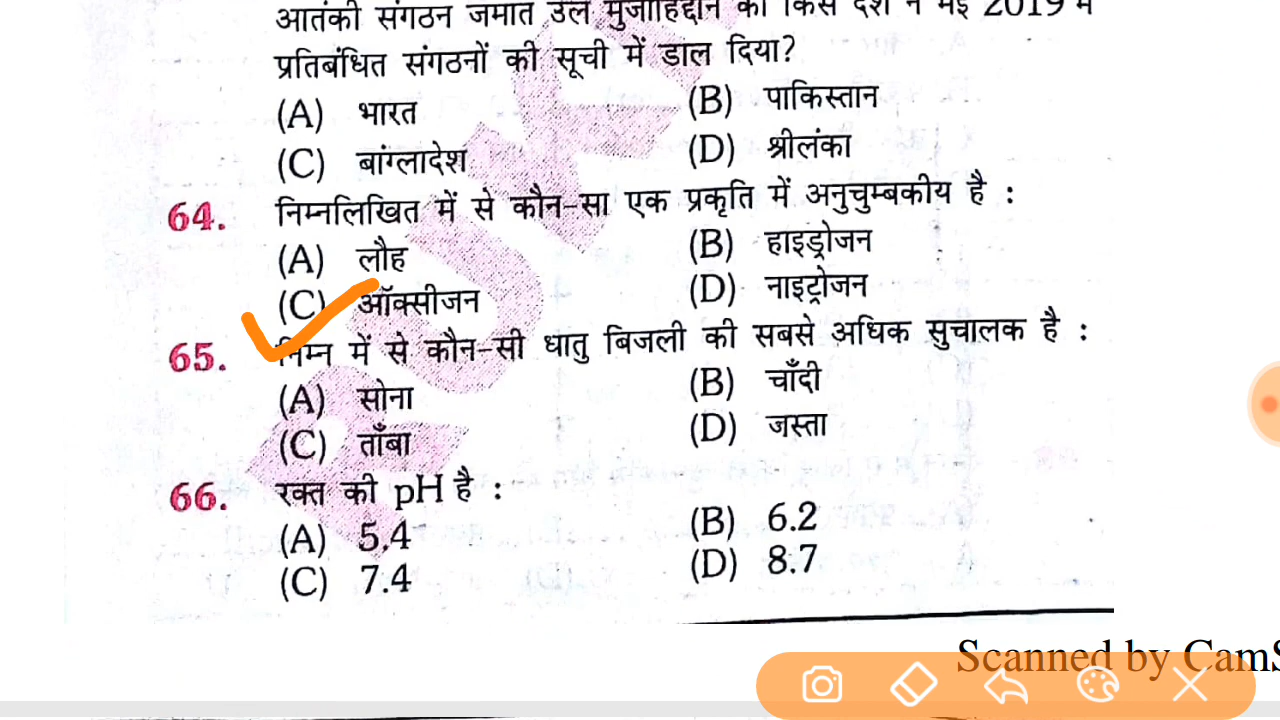 आतंकी संगठन जमात उल मुजाहिद्दीन को किस देश ने मई 2019 में
प्रतिबंधित संगठनों की सूची में डाल दिया?
(A) भारत (B) पाकिस्तान
(C) बांग्लादेश (D) श्रीलंका
64. निम्नलिखित में से कौन-सा एक प्रकृति में अनुचुम्बकीय है :
(A) लौह (B) हाइड्रोजन
(C) ऑक्सीजन (D) नाइट्रोजन
65. निम्न में से कौन-सी धातु बिजली की सबसे अधिक सुचालक है :
(A) सोना (B) चाँदी
(C) ताँबा (D) जस्ता
66. रक्त की pH है :
(A) 5.4 (B) 6.2
(C) 7.4 (D) 8.7
Scanned by CamS